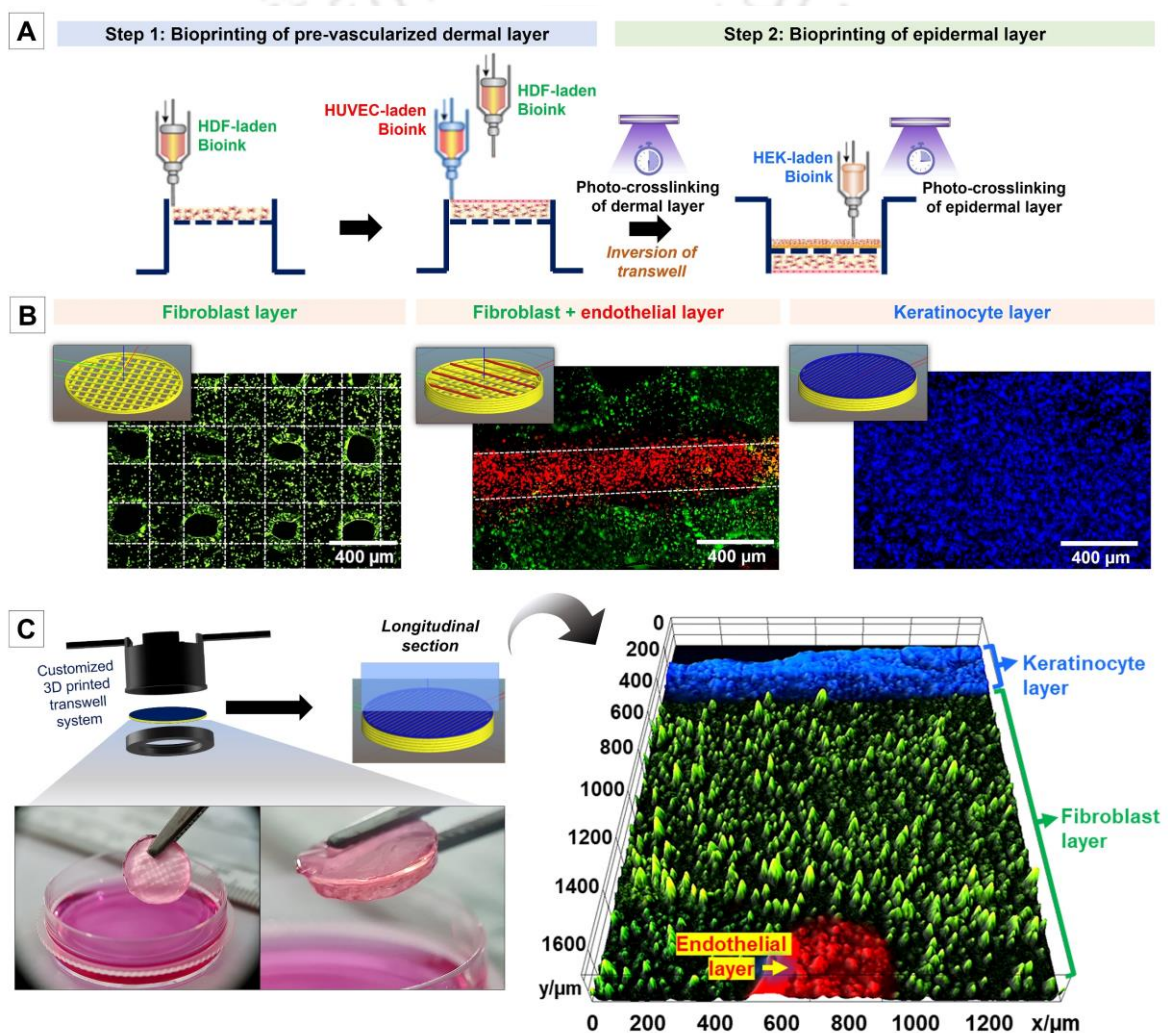 A
Step 1: Bioprinting of pre-vascularized dermal layer
Step 2: Bioprinting of epidermal layer
HDF-laden
Bioink
HUVEC-laden
Bioink
HDF-laden
Bioink
Photo-crosslinking
of dermal layer
Inversion of
transwell
HEK-laden
Bioink
Photo-crosslinking
of epidermal layer
B
Fibroblast layer
Fibroblast + endothelial layer
Keratinocyte layer
400 µm
400 µm
400 µm
C
Customized
3D printed
transwell
system
Longitudinal
section
0
200
400
600
800
1000
1200
1400
1600
y/µm
0
200
400
600
800
1000
1200
x/µm
Keratinocyte
layer
Fibroblast
layer
Endothelial
layer